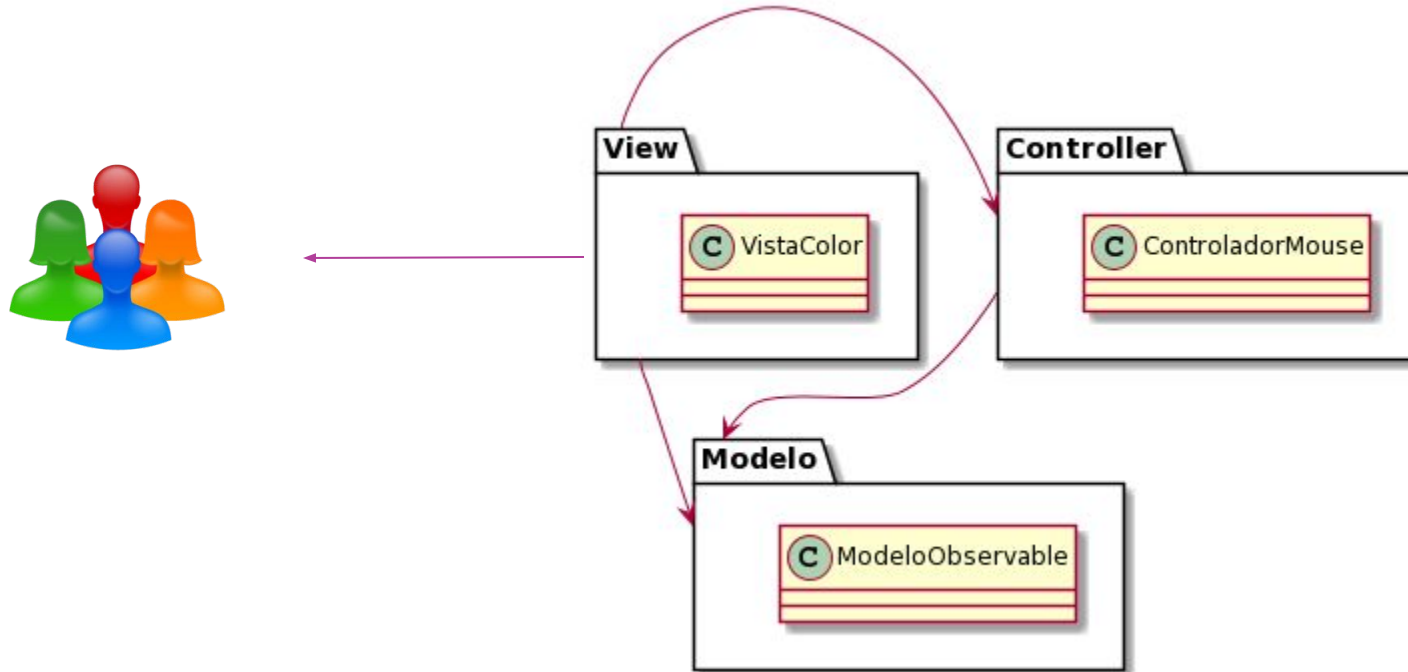 View
Controller
C VistaColor
C ControladorMouse
Modelo
C ModeloObservable